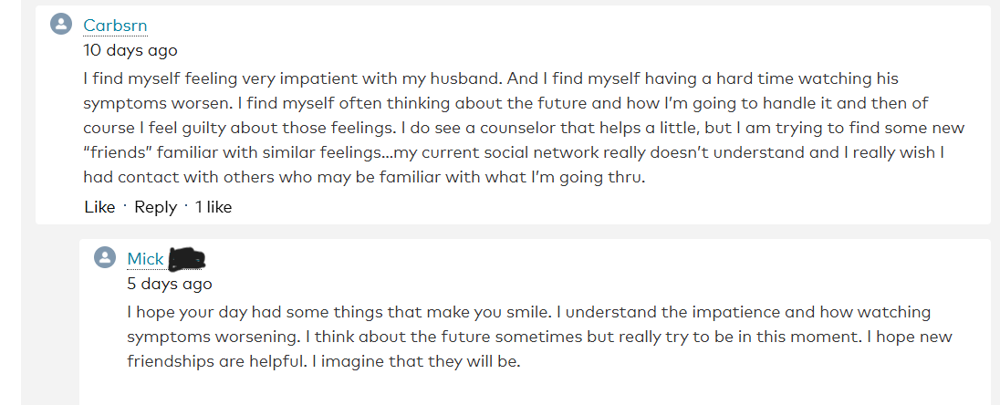 Carbsrn
10 days ago
I find myself feeling very impatient with my husband. And I find myself having a hard time watching his
symptoms worsen. I find myself often thinking about the future and how I’m going to handle it and then of
course I feel guilty about those feelings. I do see a counselor that helps a little, but I am trying to find some new
“friends” familiar with similar feelings…my current social network really doesn’t understand and I really wish I
had contact with others who may be familiar with what I’m going thru.
Like · Reply · 1 like
Mick
5 days ago
I hope your day had some things that make you smile. I understand the impatience and how watching
symptoms worsening. I think about the future sometimes but really try to be in this moment. I hope new
friendships are helpful. I imagine that they will be.